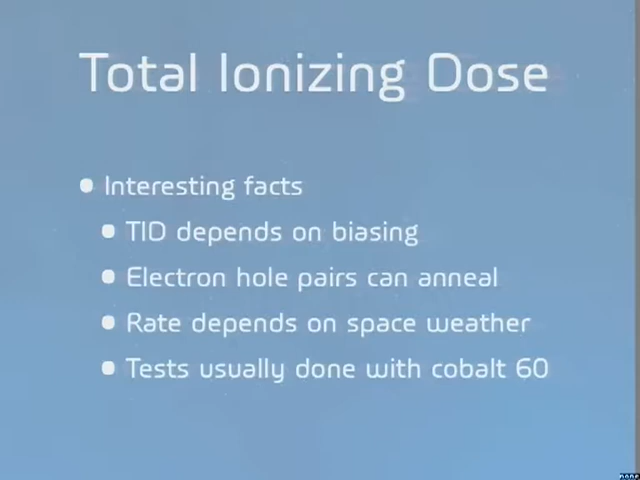 Total Ionizing Dose
Interesting facts
TID depends on biasing
Electron hole pairs can anneal
Rate depends on space weather
Tests usually done with cobalt 60